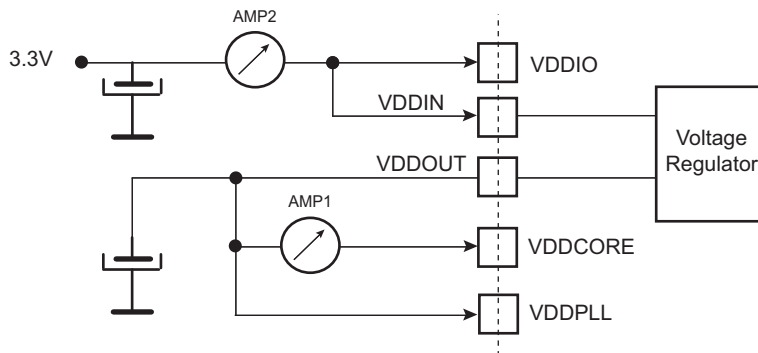 AMP2
3.3V
VDDIO
VDDIN
Voltage
Regulator
VDDOUT
AMP1
VDDCORE
VDDPLL